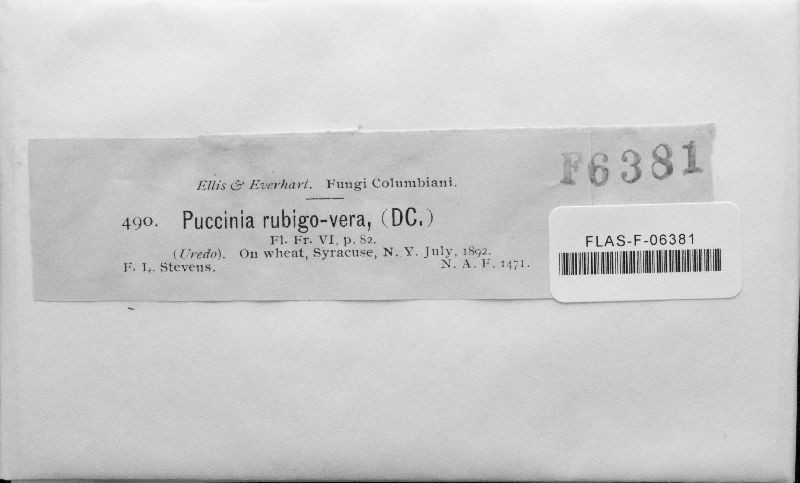 F6381
Ellis & Everhart. Fungi Columbiani.
490. Puccinia rubigo-vera, (DC.)
Fl. Fr. VI, p. 82.
(Uredo). On wheat, Syracuse, N. Y. July, 1892.
F. L. Stevens. N. A. F. 1471.
FLAS-F-06381